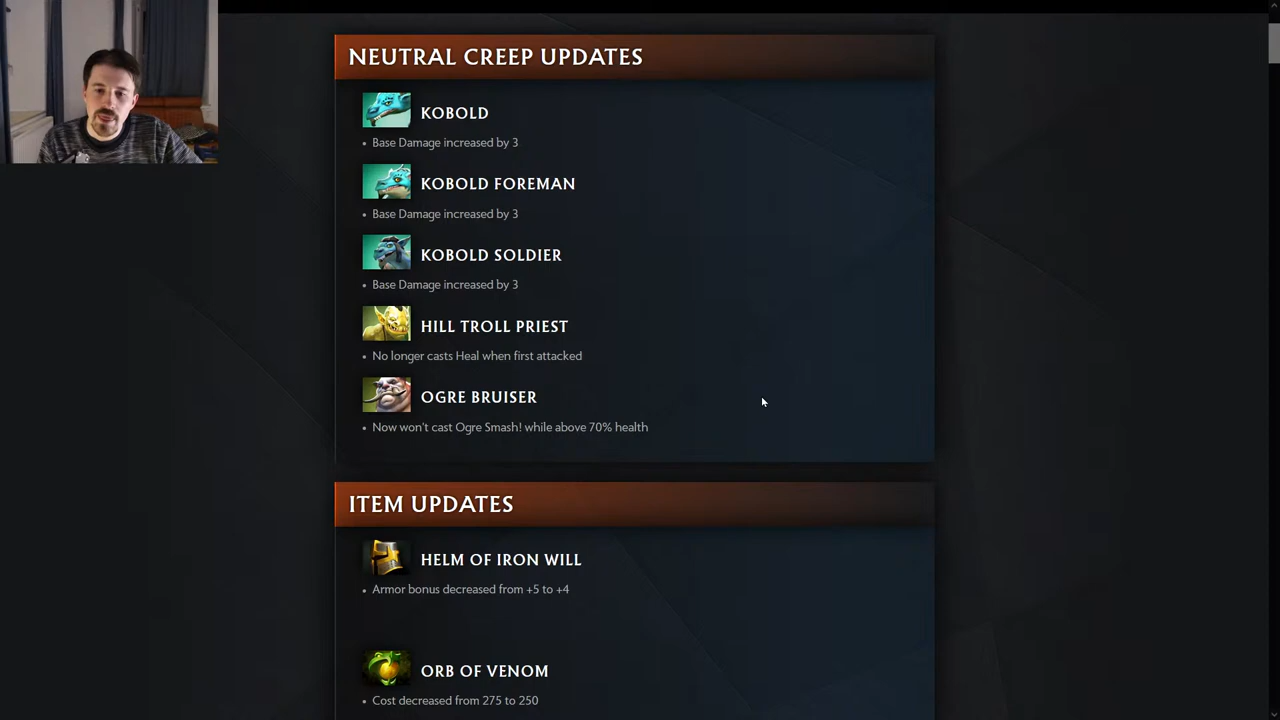 NEUTRAL CREEP UPDATES
KOBOLD
• Base Damage increased by 3
KOBOLD FOREMAN
• Base Damage increased by 3
KOBOLD SOLDIER
• Base Damage increased by 3
HILL TROLL PRIEST
• No longer casts Heal when first attacked
OGRE BRUISER
• Now won't cast Ogre Smash! while above 70% health
ITEM UPDATES
HELM OF IRON WILL
• Armor bonus decreased from +5 to +4
ORB OF VENOM
• Cost decreased from 275 to 250